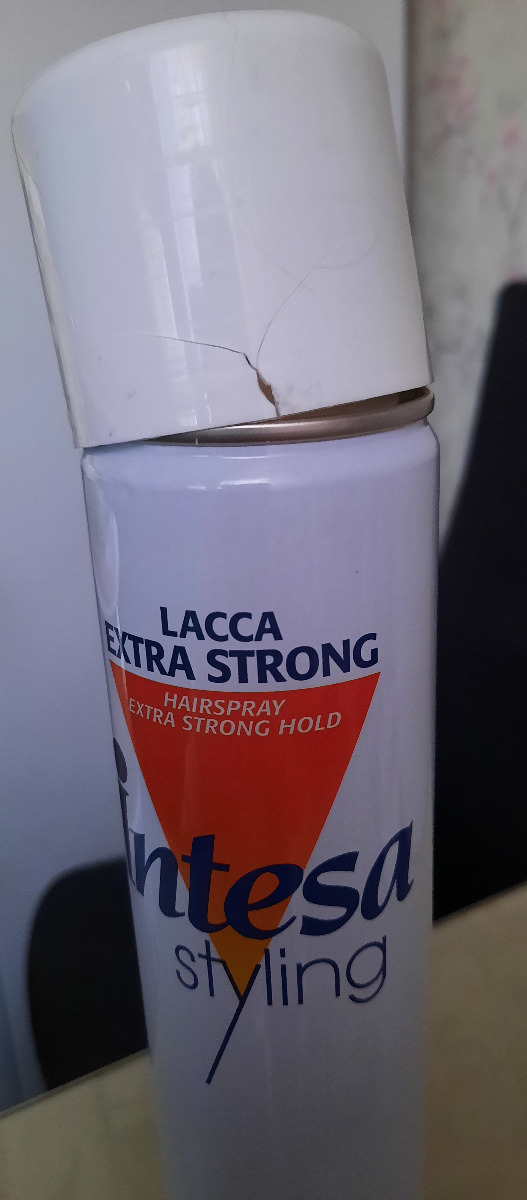 LACCA
EXTRA STRONG
HAIRSPRAY
EXTRA STRONG HOLD
intesa
styling